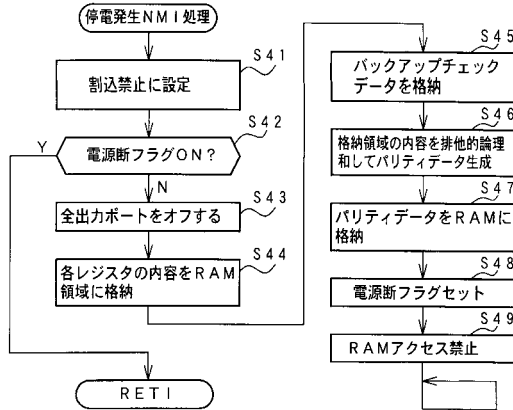 停電発生NMI処理
S41
割込禁止に設定
S42
Y
電源断フラグON?
N
S43
全出力ポートをオフする
S44
各レジスタの内容をRAM
領域に格納
RETI
S45
バックアップチェック
データを格納
S46
格納領域の内容を排他的論理
和してパリティデータ生成
S47
パリティデータをRAMに
格納
S48
電源断フラグセット
S49
RAMアクセス禁止